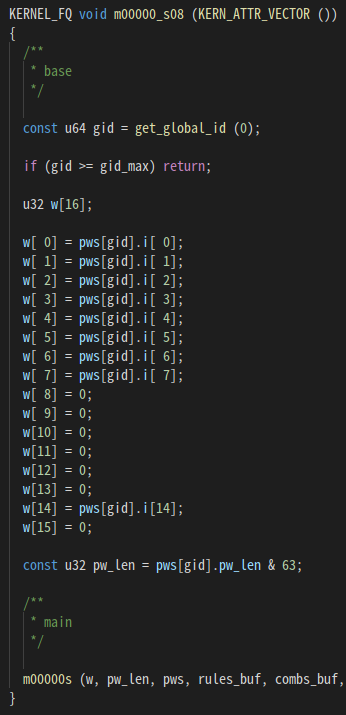 KERNEL_FQ void m00000_s08 (KERN_ATTR_VECTOR ())
{
/**
* base
*/
const u64 gid = get_global_id (0);
if (gid >= gid_max) return;
u32 w[16];
w[ 0] = pws[gid].i[ 0];
w[ 1] = pws[gid].i[ 1];
w[ 2] = pws[gid].i[ 2];
w[ 3] = pws[gid].i[ 3];
w[ 4] = pws[gid].i[ 4];
w[ 5] = pws[gid].i[ 5];
w[ 6] = pws[gid].i[ 6];
w[ 7] = pws[gid].i[ 7];
w[ 8] = 0;
w[ 9] = 0;
w[10] = 0;
w[11] = 0;
w[12] = 0;
w[13] = 0;
w[14] = pws[gid].i[14];
w[15] = 0;
const u32 pw_len = pws[gid].pw_len & 63;
/**
* main
*/
m00000s (w, pw_len, pws, rules_buf, combs_buf,
}